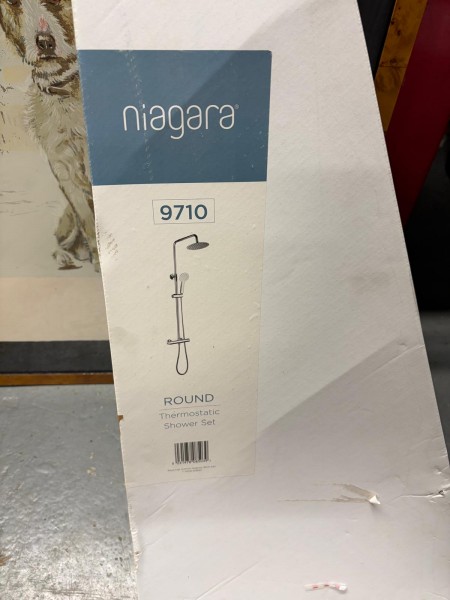 niagara®
9710
ROUND
Thermostatic
Shower Set